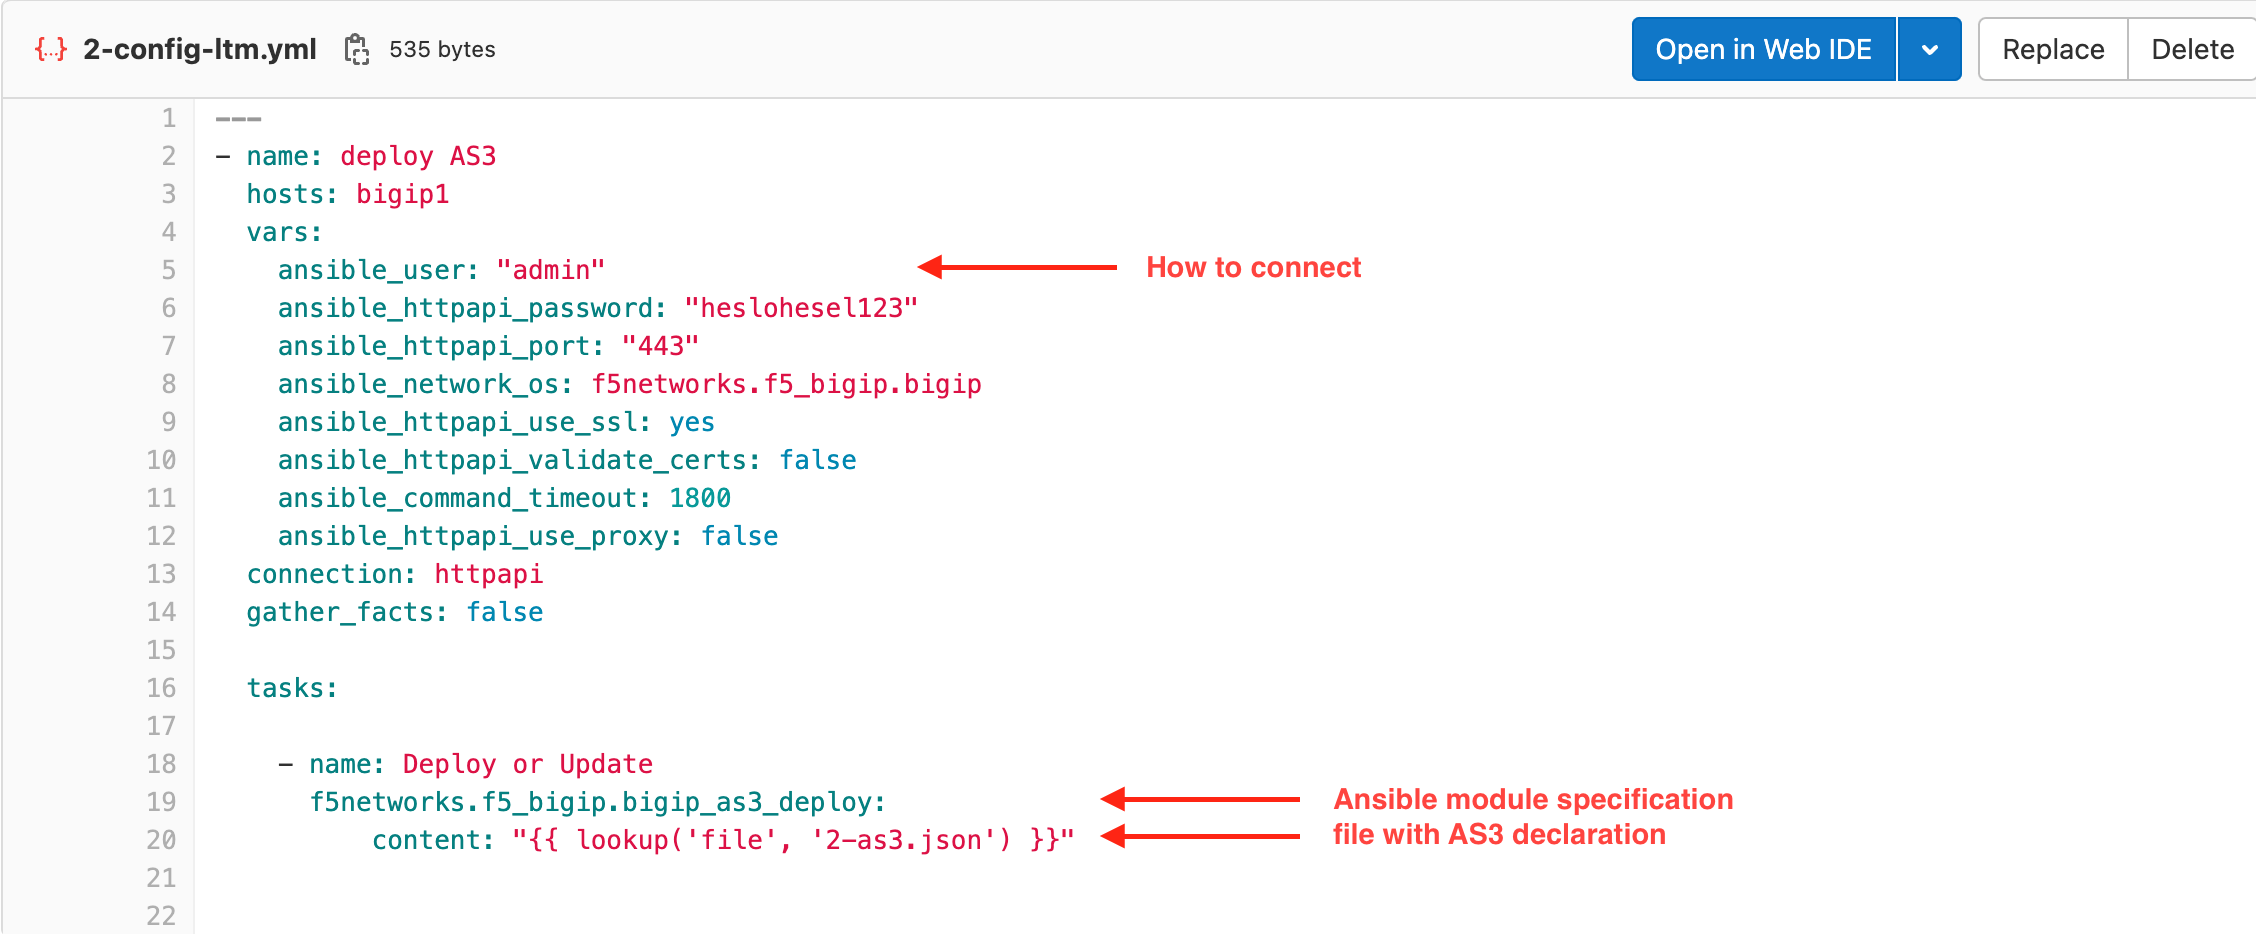 {...} 2-config-ltm.yml 535 bytes Open in Web IDE Replace Delete
1 ---
2 - name: deploy AS3
3 hosts: bigip1
4 vars:
5 ansible_user: "admin" How to connect
6 ansible_httpapi_password: "heslohesel123"
7 ansible_httpapi_port: "443"
8 ansible_network_os: f5networks.f5_bigip.bigip
9 ansible_httpapi_use_ssl: yes
10 ansible_httpapi_validate_certs: false
11 ansible_command_timeout: 1800
12 ansible_httpapi_use_proxy: false
13 connection: httpapi
14 gather_facts: false
15
16 tasks:
17
18 - name: Deploy or Update
19 f5networks.f5_bigip.bigip_as3_deploy: Ansible module specification
20 content: "{{ lookup('file', '2-as3.json') }}" file with AS3 declaration
21
22